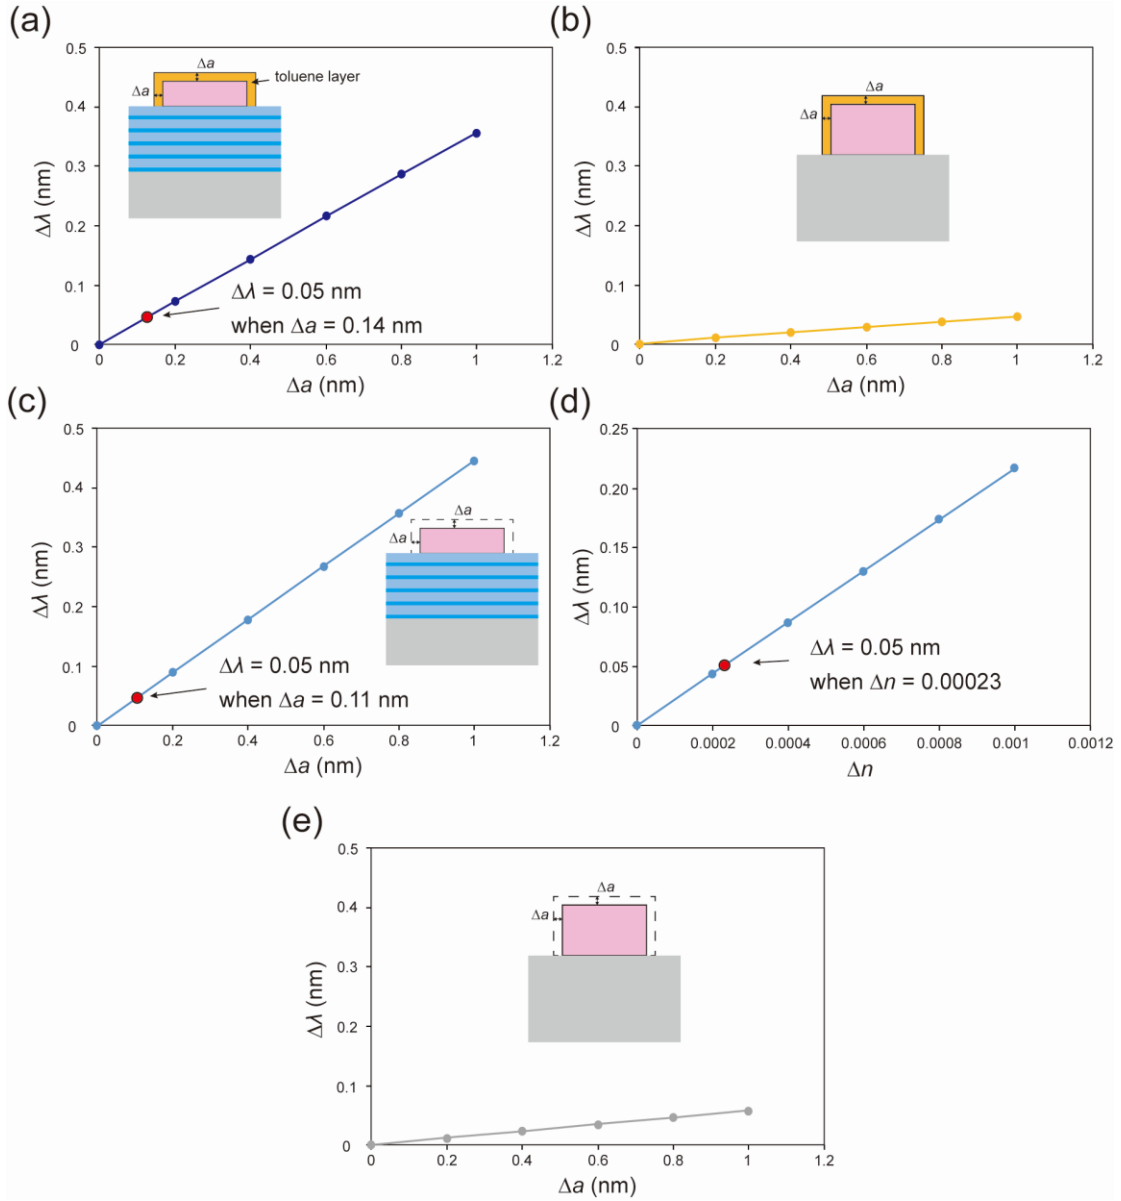 (a)
0.5
0.4
0.3
0.2
0.1
0
Δλ (nm)
Δa
Δa
toluene layer
Δλ = 0.05 nm
when Δa = 0.14 nm
0 0.2 0.4 0.6 0.8 1 1.2
Δa (nm)
(b)
0.5
0.4
0.3
0.2
0.1
0
Δλ (nm)
Δa
Δa
0 0.2 0.4 0.6 0.8 1 1.2
Δa (nm)
(c)
0.5
0.4
0.3
0.2
0.1
0
Δλ (nm)
Δa
Δa
Δλ = 0.05 nm
when Δa = 0.11 nm
0 0.2 0.4 0.6 0.8 1 1.2
Δa (nm)
(d)
0.25
0.20
0.15
0.10
0.05
0
Δλ (nm)
Δλ = 0.05 nm
when Δn = 0.00023
0 0.0002 0.0004 0.0006 0.0008 0.001 0.0012
Δn
(e)
0.5
0.4
0.3
0.2
0.1
0
Δλ (nm)
Δa
Δa
0 0.2 0.4 0.6 0.8 1 1.2
Δa (nm)